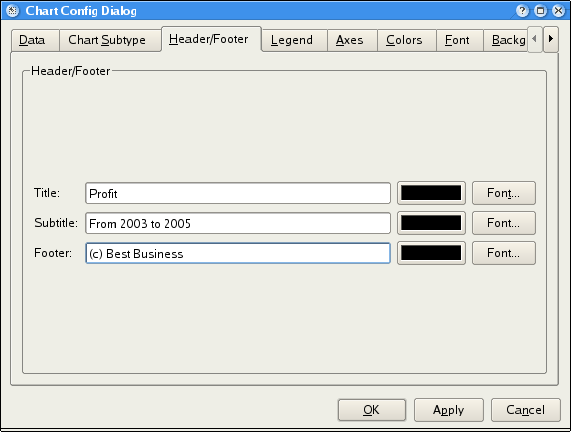 Chart Config Dialog
Data Chart Subtype Header/Footer Legend Axes Colors Font Backg
Header/Footer
Title: Profit Font...
Subtitle: From 2003 to 2005 Font...
Footer: (c) Best Business Font...
OK Apply Cancel